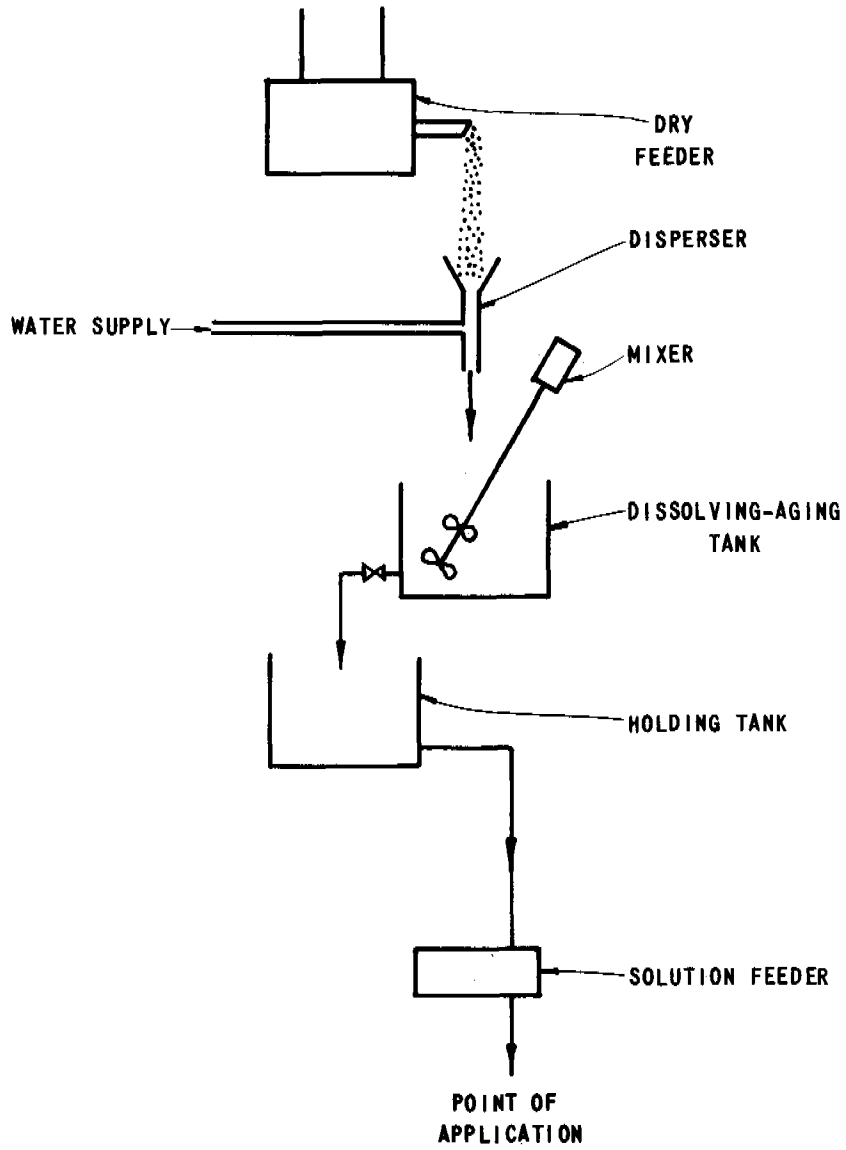 DRY
FEEDER
DISPERSER
WATER SUPPLY
MIXER
DISSOLVING-AGING
TANK
HOLDING TANK
SOLUTION FEEDER
POINT OF
APPLICATION